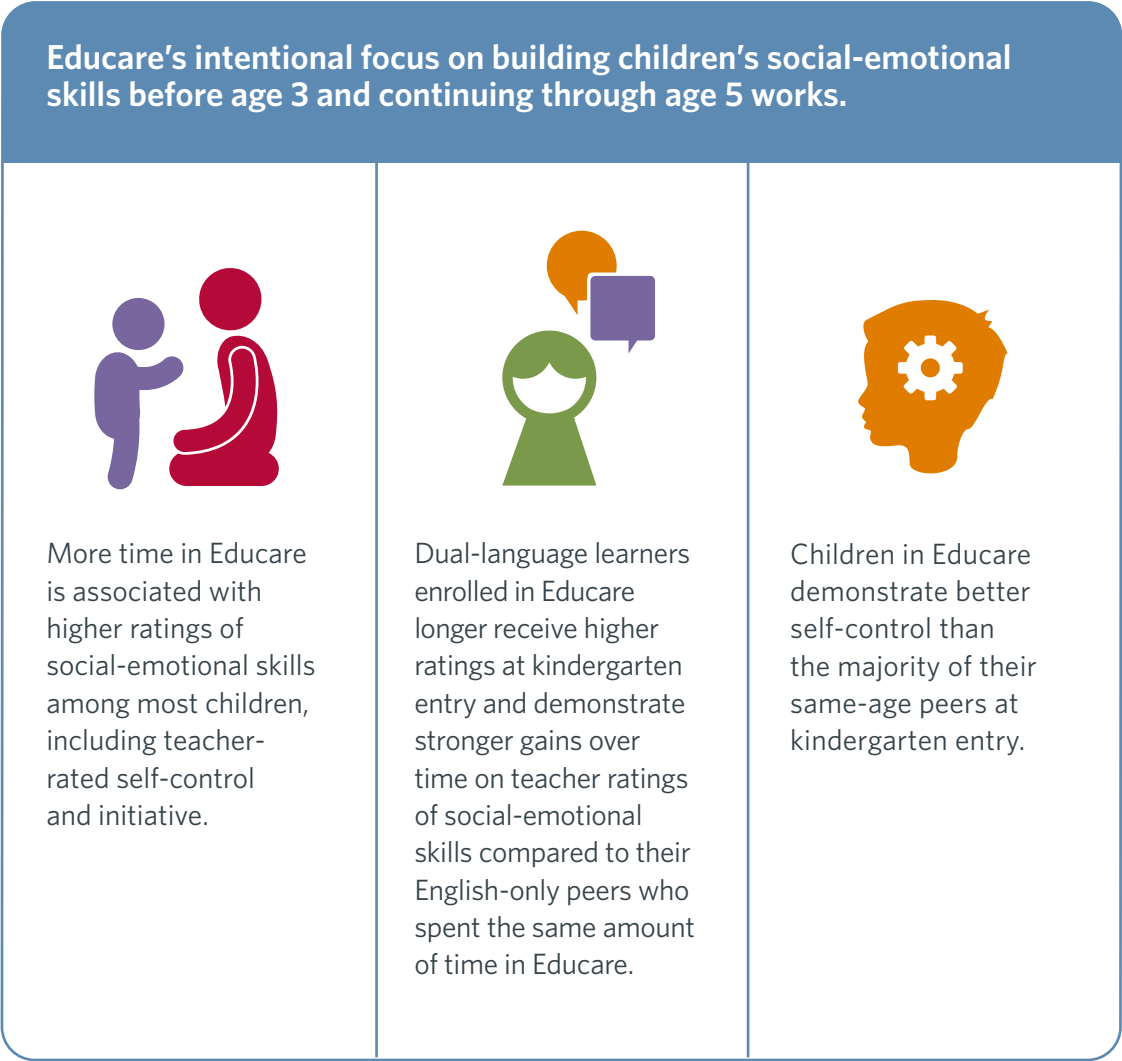 Educare’s intentional focus on building children’s social-emotional
skills before age 3 and continuing through age 5 works.
More time in Educare
is associated with
higher ratings of
social-emotional skills
among most children,
including teacher-
rated self-control
and initiative.
Dual-language learners
enrolled in Educare
longer receive higher
ratings at kindergarten
entry and demonstrate
stronger gains over
time on teacher ratings
of social-emotional
skills compared to their
English-only peers who
spent the same amount
of time in Educare.
Children in Educare
demonstrate better
self-control than
the majority of their
same-age peers at
kindergarten entry.